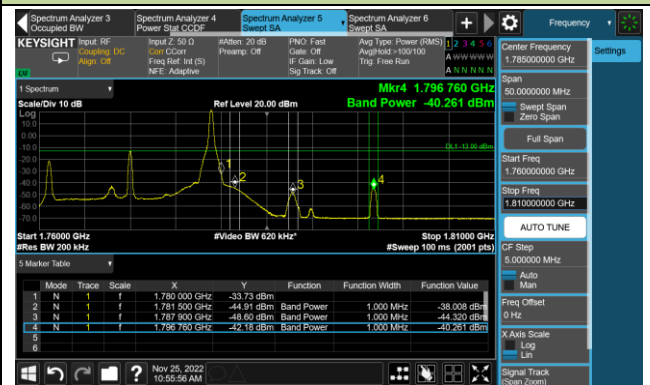 Spectrum Analyzer 3
Occupied BW
Spectrum Analyzer 4
Power Stat CCDF
Spectrum Analyzer 5
Swept SA
Spectrum Analyzer 6
Swept SA
Frequency
KEYSIGHT
Input: RF
Coupling: DC
Align: Off
Input Z: 50 Ω
Corr CCorr
Freq Ref: Int (S)
NFE: Adaptive
#Atten: 20 dB
Preamp: Off
PNO: Fast
Gate: Off
IF Gain: Low
Sig Track: Off
Avg Type: Power (RMS)
Avg|Hold:>100/100
Trig: Free Run
1 2 3 4 5 6
A W W W W W
A N N N N N
LXI
1 Spectrum
Scale/Div 10 dB
Ref Level 20.00 dBm
Mkr4 1.796 760 GHz
Band Power -40.261 dBm
Log
10.0
0.00
-10.0
-20.0
-30.0
-40.0
-50.0
-60.0
-70.0
DL1 -13.00 dBm
1
2
3
4
Start 1.76000 GHz
#Res BW 200 kHz
#Video BW 620 kHz*
Stop 1.81000 GHz
#Sweep 100 ms (2001 pts)
5 Marker Table
Mode Trace Scale X Y Function Function Width Function Value
1 N 1 f 1.780 000 GHz -33.73 dBm
2 N 1 f 1.781 500 GHz -44.91 dBm Band Power 1.000 MHz -38.008 dBm
3 N 1 f 1.787 900 GHz -48.60 dBm Band Power 1.000 MHz -44.320 dBm
4 N 1 f 1.796 760 GHz -42.18 dBm Band Power 1.000 MHz -40.261 dBm
5
6
Nov 25, 2022
10:55:56 AM
Settings
Center Frequency
1.785000000 GHz
Span
50.0000000 MHz
Swept Span
Zero Span
Full Span
Start Freq
1.760000000 GHz
Stop Freq
1.810000000 GHz
AUTO TUNE
CF Step
5.000000 MHz
Auto
Man
Freq Offset
0 Hz
X Axis Scale
Log
Lin
Signal Track
(Span Zoom)